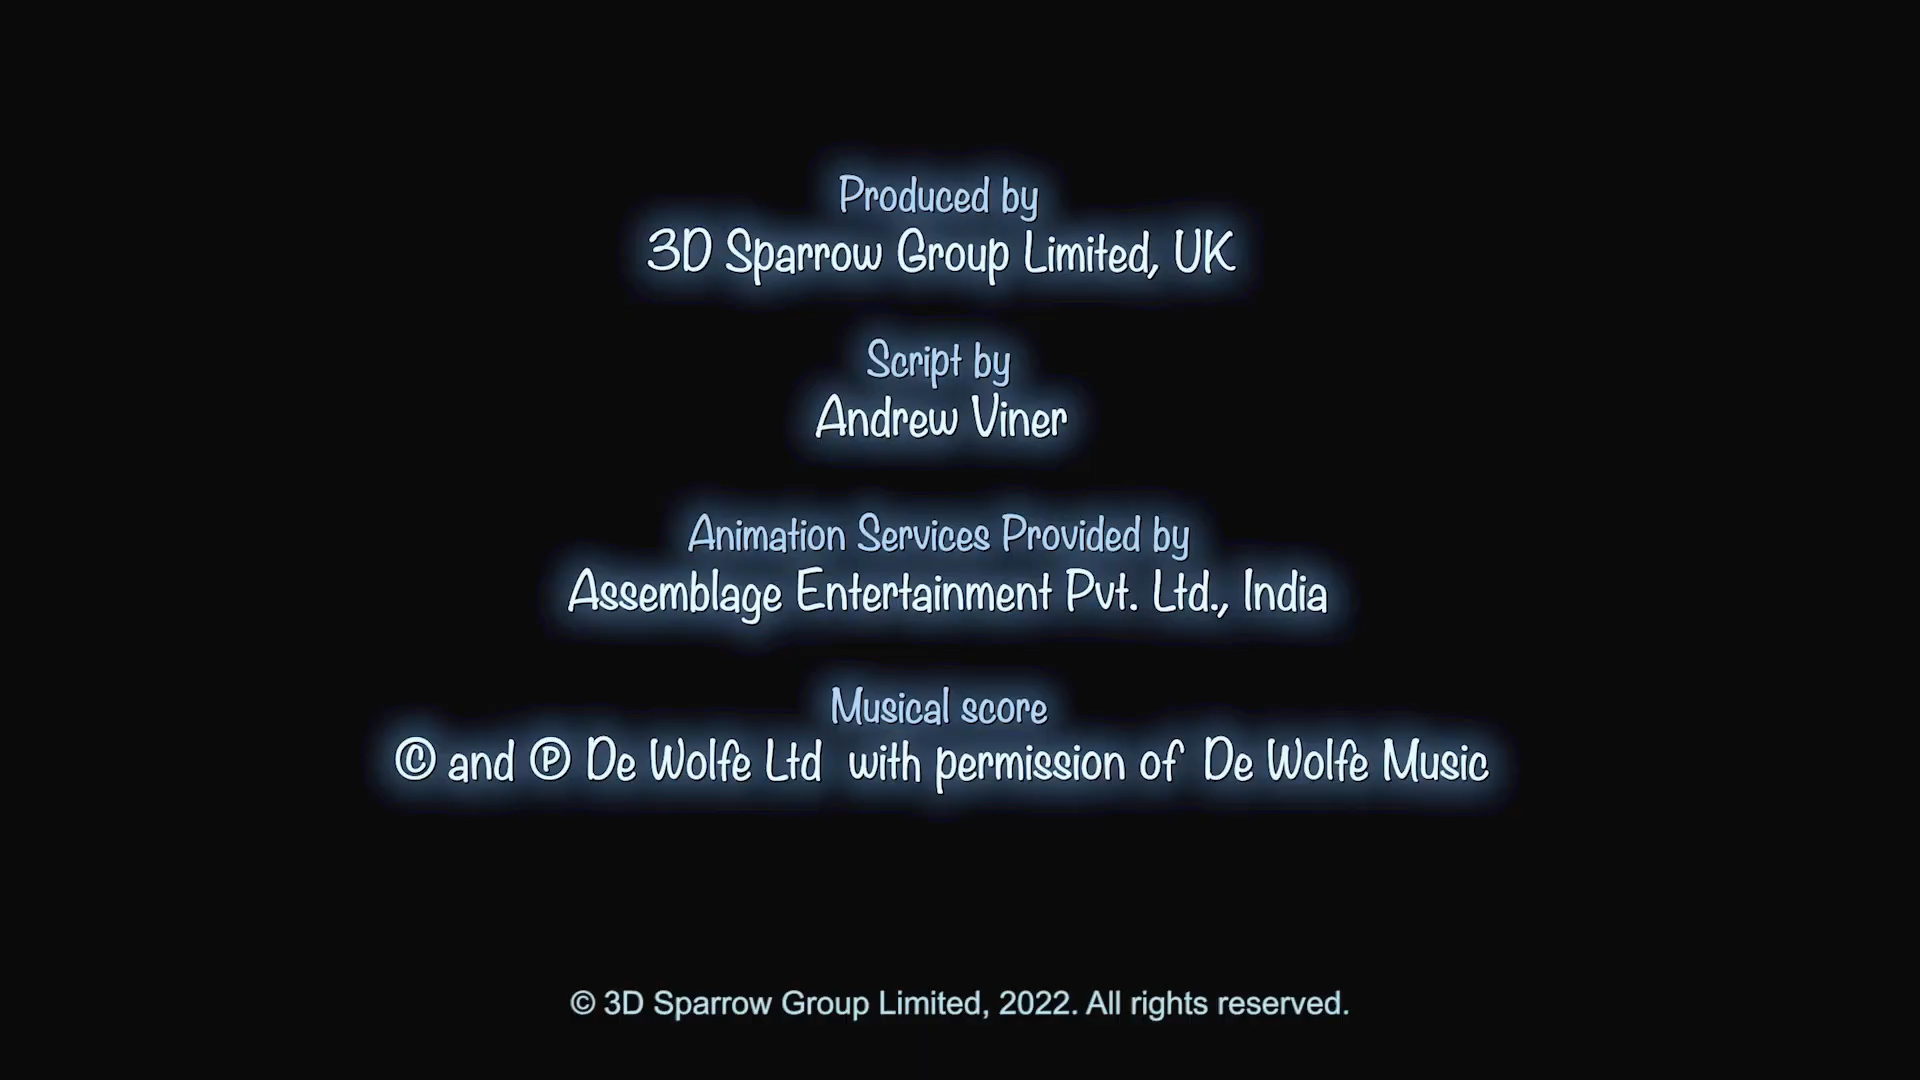 Produced by
3D Sparrow Group Limited, UK
Script by
Andrew Viner
Animation Services Provided by
Assemblage Entertainment Pvt. Ltd., India
Musical score
© and ℗ De Wolfe Ltd with permission of De Wolfe Music
© 3D Sparrow Group Limited, 2022. All rights reserved.